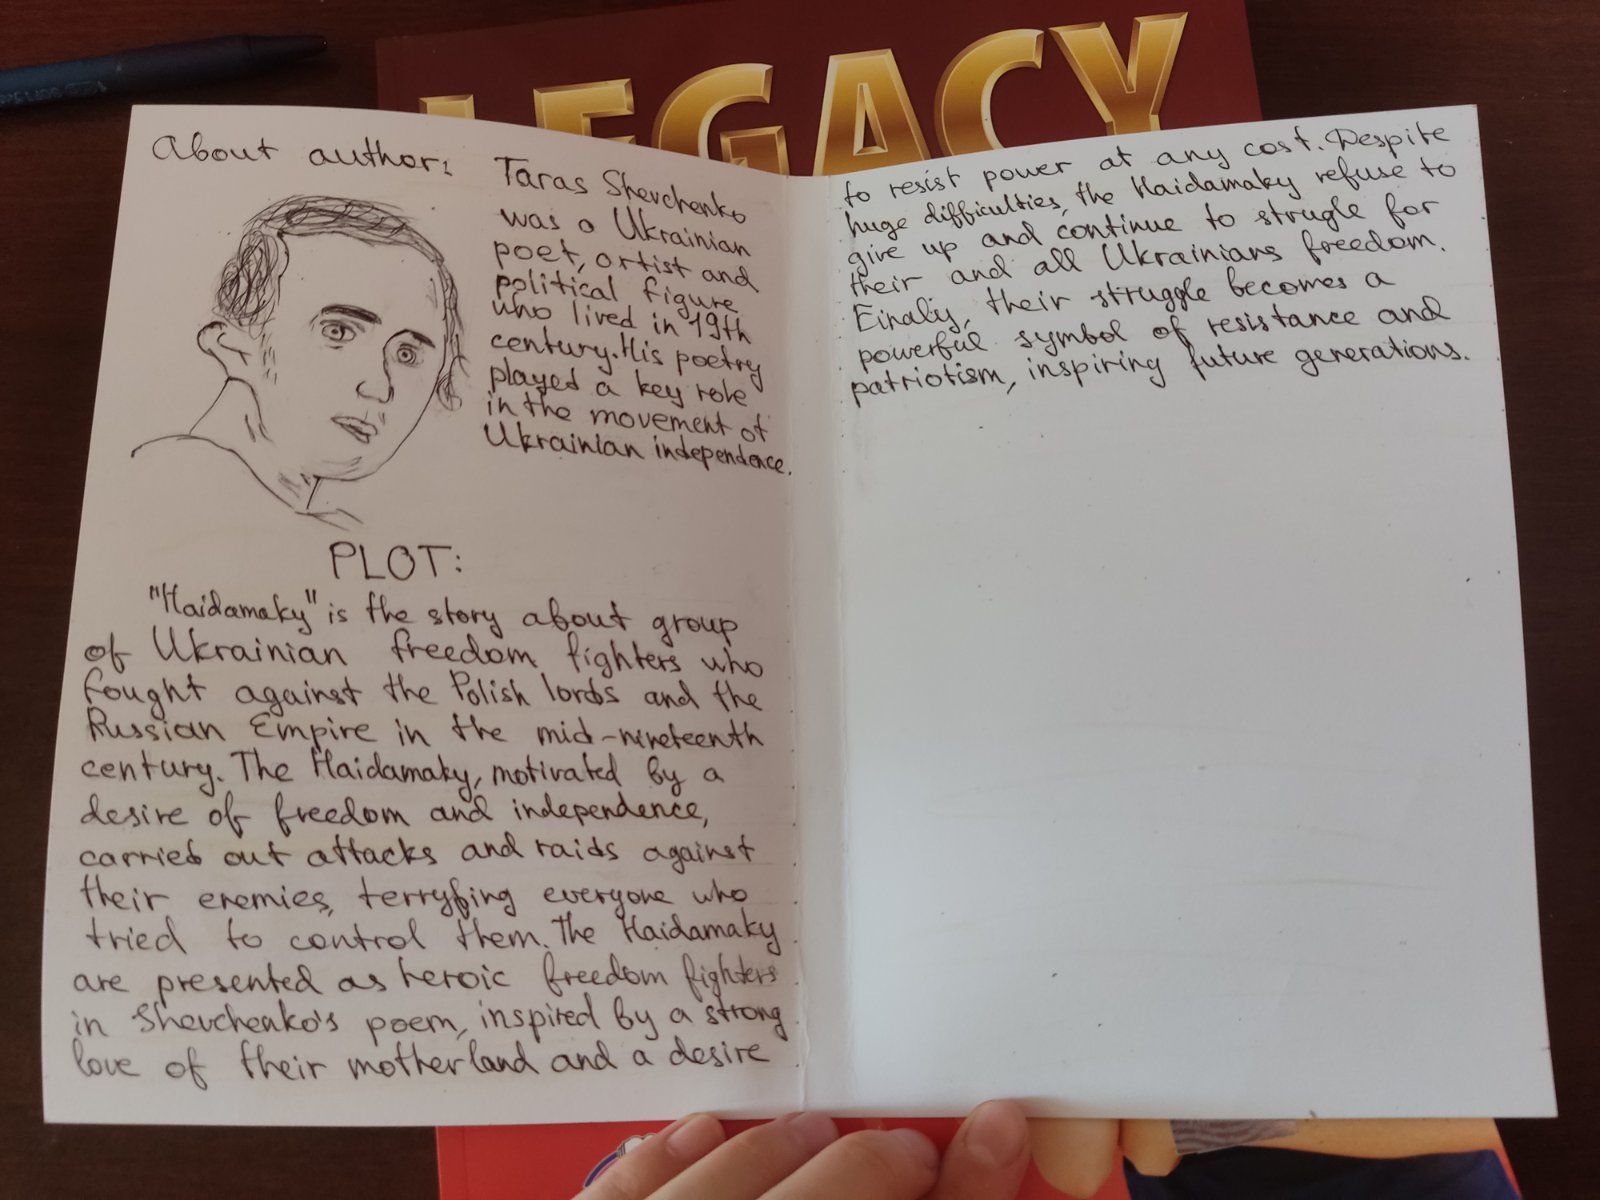 LEGACY
About author:
Taras Shevchenko
was a Ukrainian
poet, artist and
political figure
who lived in 19th
century. His poetry
played a key role
in the movement of
Ukrainian independence.
PLOT:
"Haidamaky" is the story about group
of Ukrainian freedom fighters who
fought against the Polish lords and the
Russian Empire in the mid-nineteenth
century. The Haidamaky, motivated by a
desire of freedom and independence,
carried out attacks and raids against
their enemies, terryfing everyone who
tried to control them. The Haidamaky
are presented as heroic freedom fighters
in Shevchenko's poem, inspired by a strong
love of their motherland and a desire
to resist power at any cost. Despite
huge difficulties, the Haidamaky refuse to
give up and continue to strugle for
their and all Ukrainians freedom.
Finaly, their struggle becomes a
powerful symbol of resistance and
patriotism, inspiring future generations.